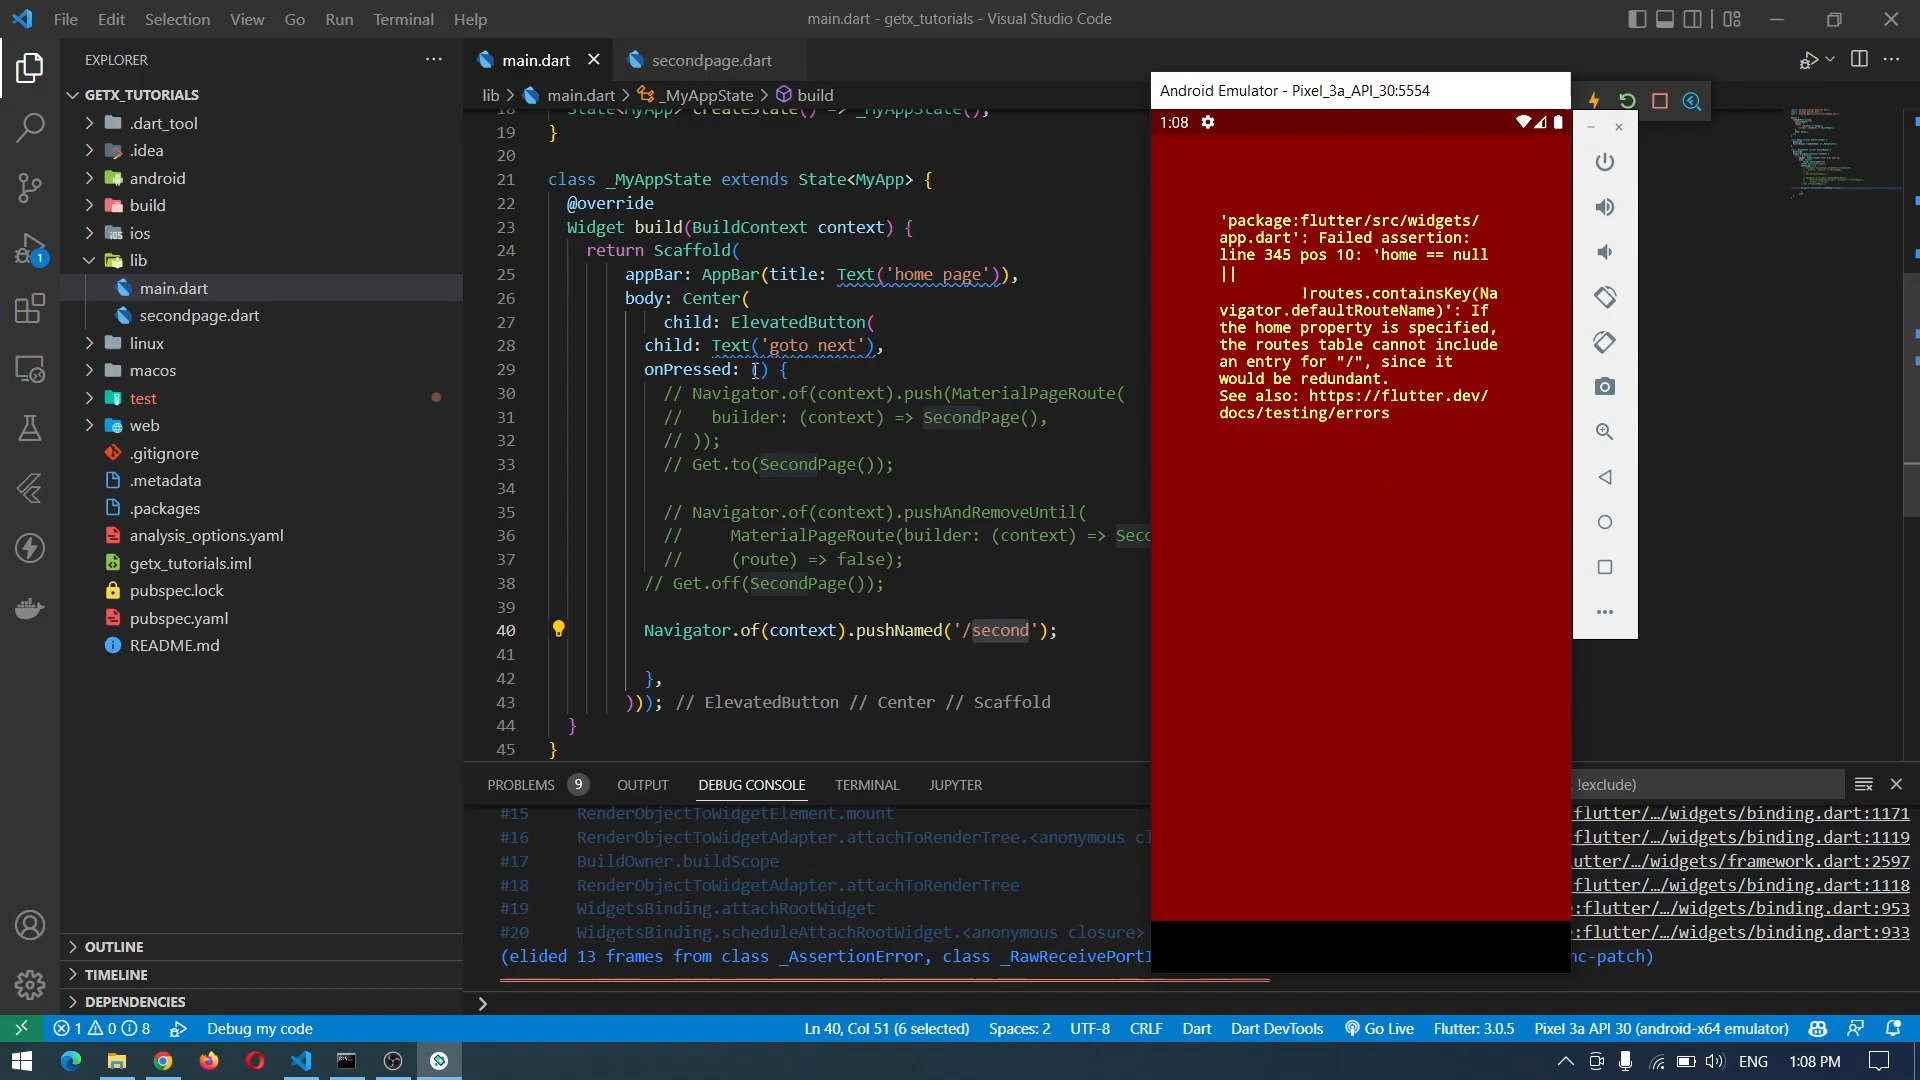 File Edit Selection View Go Run Terminal Help
main.dart - getx_tutorials - Visual Studio Code
EXPLORER
GETX_TUTORIALS
.dart_tool
.idea
android
build
ios
lib
main.dart
secondpage.dart
linux
macos
test
web
.gitignore
.metadata
.packages
analysis_options.yaml
getx_tutorials.iml
pubspec.lock
pubspec.yaml
README.md
OUTLINE
TIMELINE
DEPENDENCIES
1
main.dart
secondpage.dart
lib > main.dart > _MyAppState > build
18 State<MyApp> createState() => _MyAppState();
19 }
20
21 class _MyAppState extends State<MyApp> {
22 @override
23 Widget build(BuildContext context) {
24 return Scaffold(
25 appBar: AppBar(title: Text('home page')),
26 body: Center(
27 child: ElevatedButton(
28 child: Text('goto next'),
29 onPressed: () {
30 // Navigator.of(context).push(MaterialPageRoute(
31 // builder: (context) => SecondPage(),
32 // ));
33 // Get.to(SecondPage());
34
35 // Navigator.of(context).pushAndRemoveUntil(
36 // MaterialPageRoute(builder: (context) => Seco
37 // (route) => false);
38 // Get.off(SecondPage());
39
40 Navigator.of(context).pushNamed('/second');
41
42 },
43 ))); // ElevatedButton // Center // Scaffold
44 }
45 }
Android Emulator - Pixel_3a_API_30:5554
1:08
'package:flutter/src/widgets/
app.dart': Failed assertion:
line 345 pos 10: 'home == null
||
!routes.containsKey(Na
vigator.defaultRouteName)': If
the home property is specified,
the routes table cannot include
an entry for "/", since it
would be redundant.
See also: https://flutter.dev/
docs/testing/errors
PROBLEMS 9 OUTPUT DEBUG CONSOLE TERMINAL JUPYTER
!exclude)
#15 RenderObjectToWidgetElement.mount
flutter/…/widgets/binding.dart:1171
#16 RenderObjectToWidgetAdapter.attachToRenderTree.<anonymous cl
flutter/…/widgets/binding.dart:1119
#17 BuildOwner.buildScope
utter/…/widgets/framework.dart:2597
#18 RenderObjectToWidgetAdapter.attachToRenderTree
flutter/…/widgets/binding.dart:1118
#19 WidgetsBinding.attachRootWidget
:flutter/…/widgets/binding.dart:953
#20 WidgetsBinding.scheduleAttachRootWidget.<anonymous closure>
:flutter/…/widgets/binding.dart:933
(elided 13 frames from class _AssertionError, class _RawReceivePortI
nc-patch)
1 0 8 Debug my code
Ln 40, Col 51 (6 selected) Spaces: 2 UTF-8 CRLF Dart Dart DevTools Go Live Flutter: 3.0.5 Pixel 3a API 30 (android-x64 emulator)
ENG 1:08 PM